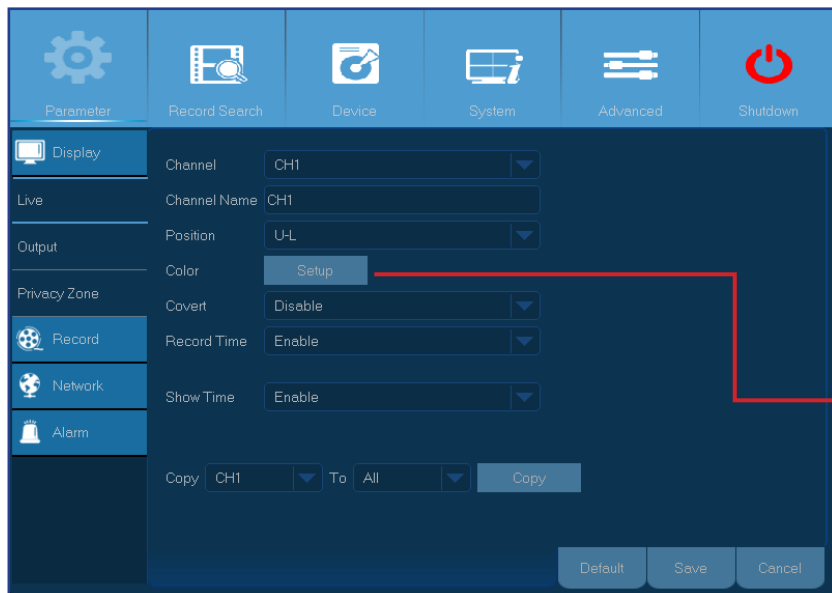 Parameter
Record Search
Device
System
Advanced
Shutdown
Display
Live
Output
Privacy Zone
Record
Network
Alarm
Channel CH1
Channel Name CH1
Position U-L
Color Setup
Covert Disable
Record Time Enable
Show Time Enable
Copy CH1 To All Copy
Default Save Cancel